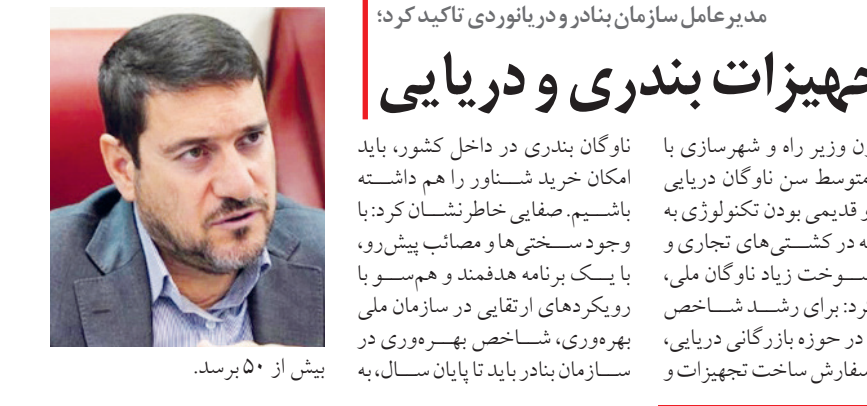 مدیرعامل سازمان بنادر و دریانوردی تاکید کرد؛
جهیزات بندری و دریایی
ن وزیر راه و شهرسازی با
متوسط سن ناوگان دریایی
و قدیمی بودن تکنولوژی به
ه در کشتی‌های تجاری و
سوخت زیاد ناوگان ملی،
رد: برای رشد شاخص
در حوزه بازرگانی دریایی،
سفارش ساخت تجهیزات و
ناوگان بندری در داخل کشور، باید
امکان خرید شناور را هم داشته
باشیم. صفایی خاطرنشان کرد: با
وجود سختی‌ها و مصائب پیش‌رو،
با یک برنامه هدفمند و هم‌سو با
رویکردهای ارتقایی در سازمان ملی
بهره‌وری، شاخص بهره‌وری در
سازمان بنادر باید تا پایان سال، به
بیش از ۵۰ برسد.